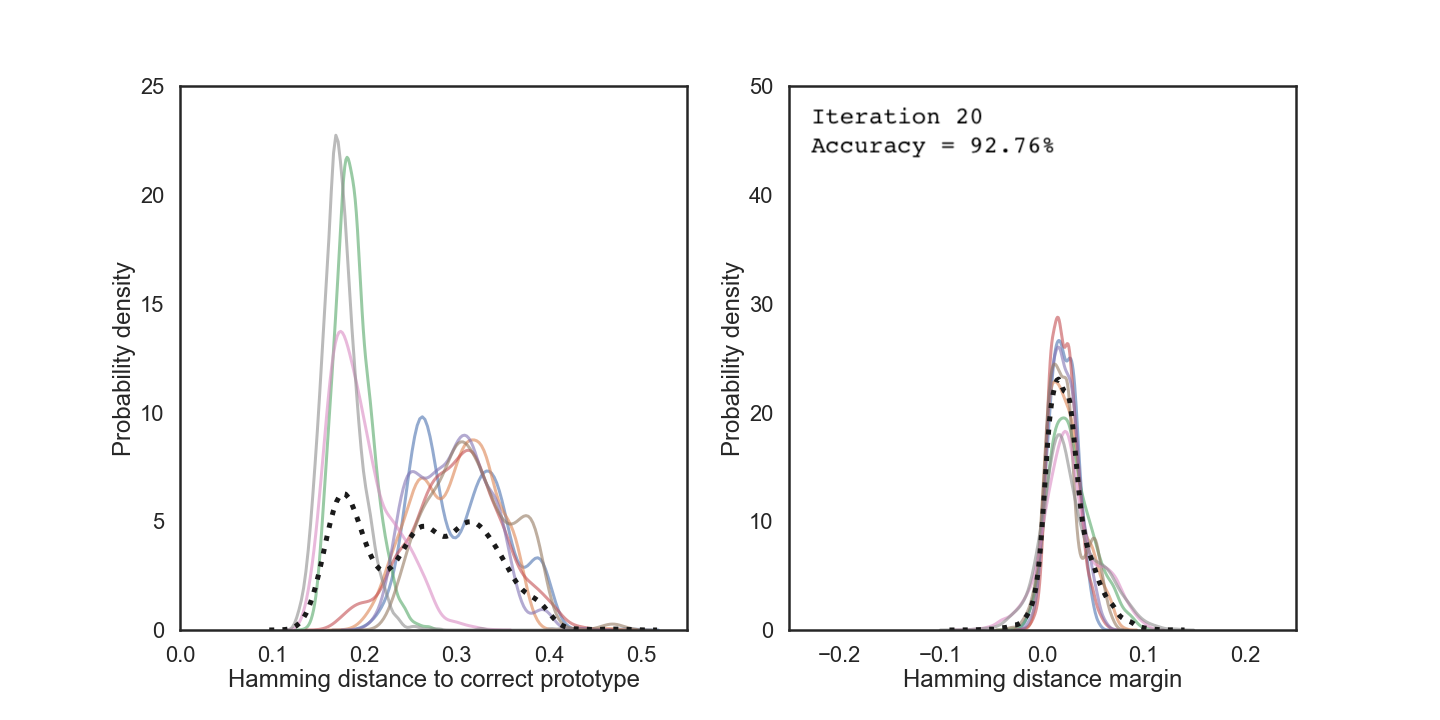 25
20
15
10
5
0
Probability density
0.0 0.1 0.2 0.3 0.4 0.5
Hamming distance to correct prototype
50
40
30
20
10
0
Probability density
Iteration 20
Accuracy = 92.76%
−0.2 −0.1 0.0 0.1 0.2
Hamming distance margin